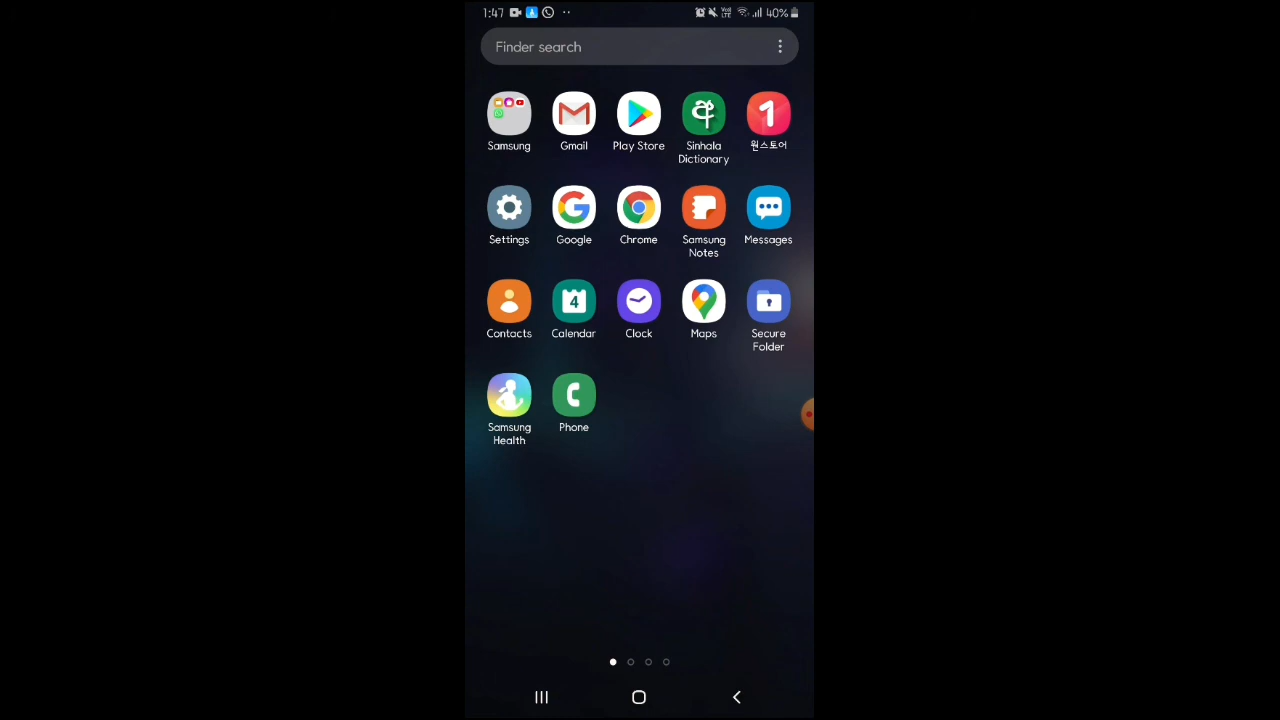 1:47 40%
Finder search
Samsung Gmail Play Store Sinhala Dictionary 원스토어
Settings Google Chrome Samsung Notes Messages
4
Contacts Calendar Clock Maps Secure Folder
Samsung Health Phone